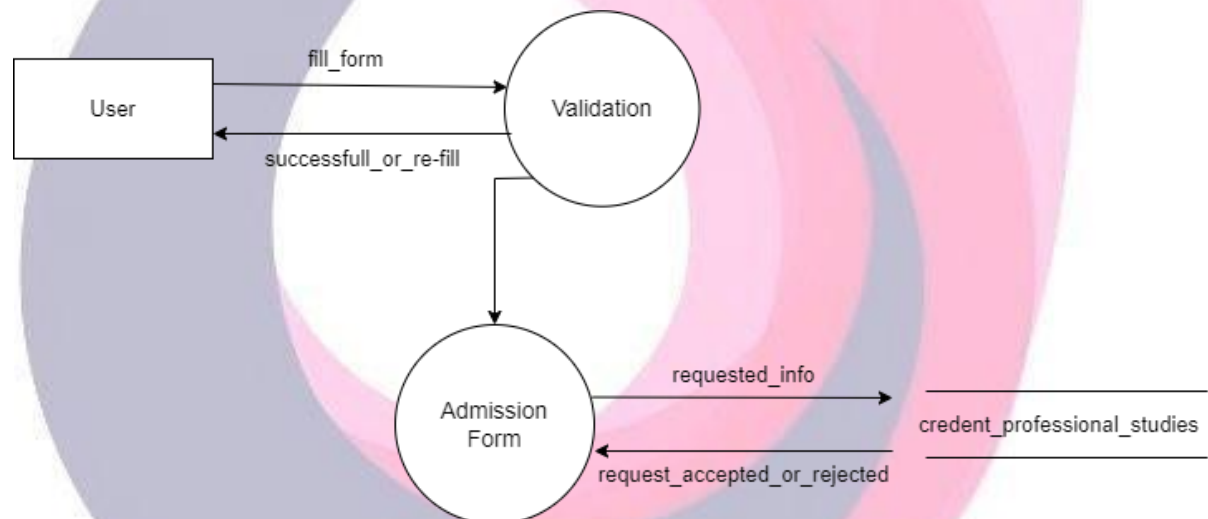 fill_form
User
Validation
successfull_or_re-fill
Admission
Form
requested_info
credent_professional_studies
request_accepted_or_rejected